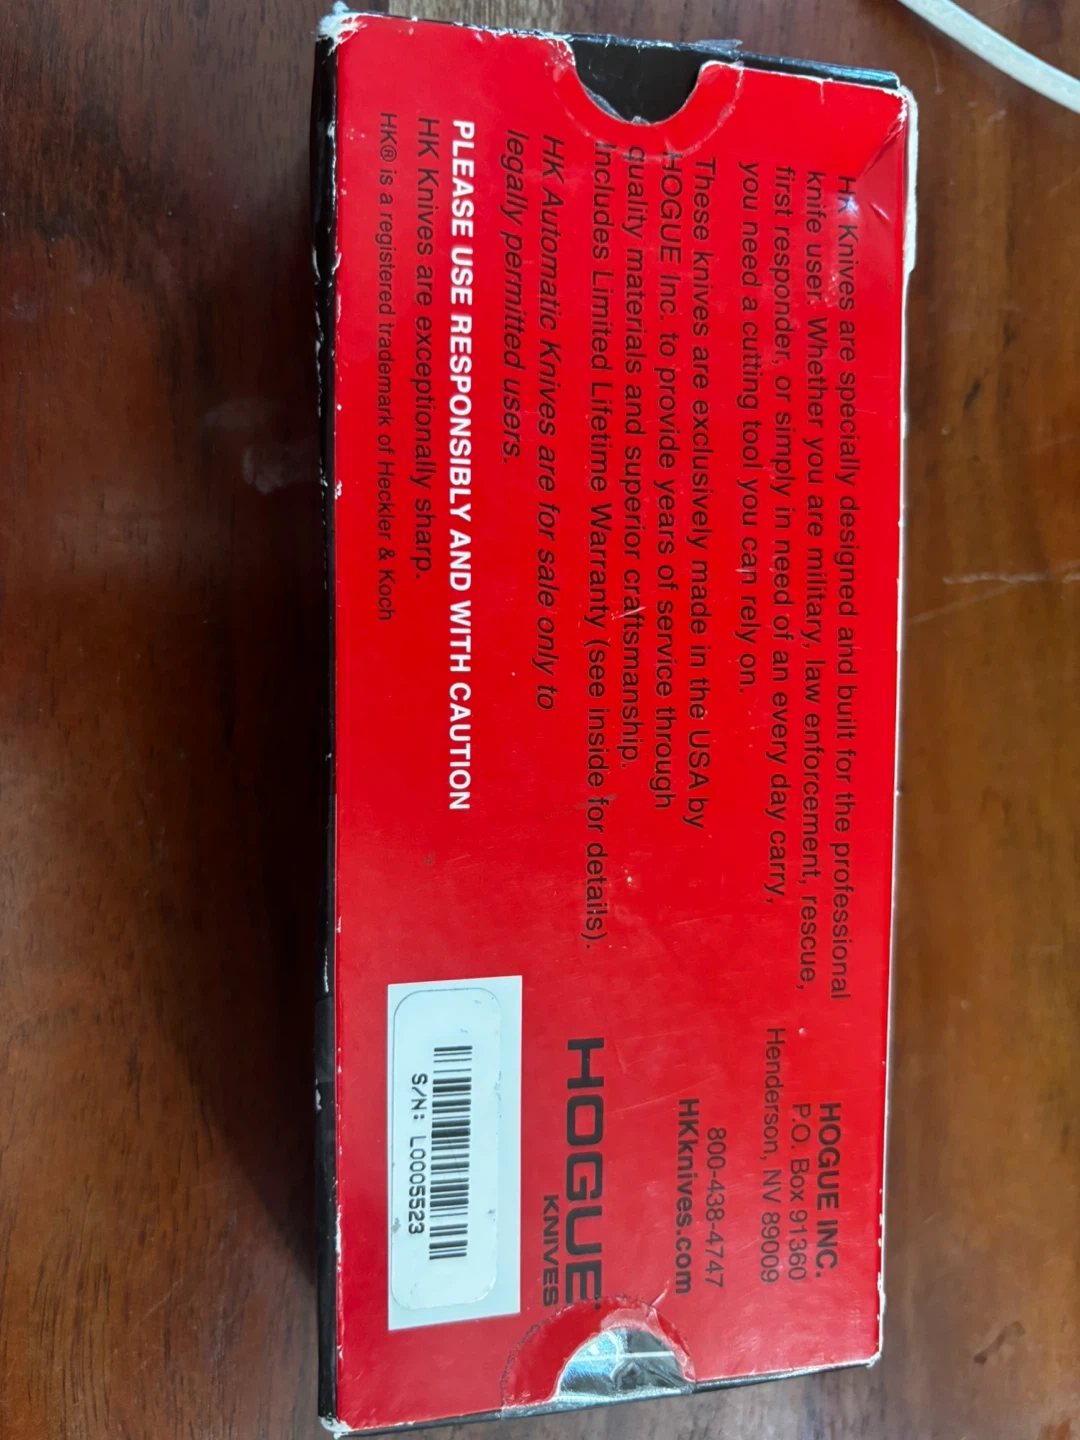 HK Knives are specially designed and built for the professional
knife user. Whether you are military, law enforcement, rescue,
first responder, or simply in need of an every day carry,
you need a cutting tool you can rely on.
These knives are exclusively made in the USA by
HOGUE Inc. to provide years of service through
quality materials and superior craftsmanship.
Includes Limited Lifetime Warranty (see inside for details).
HK Automatic Knives are for sale only to
legally permitted users.
PLEASE USE RESPONSIBLY AND WITH CAUTION
HK Knives are exceptionally sharp.
HK® is a registered trademark of Heckler & Koch
HOGUE INC.
P.O. Box 91360
Henderson, NV 89009
800-438-4747
HKknives.com
HOGUE
KNIVES
S/N: L0005523